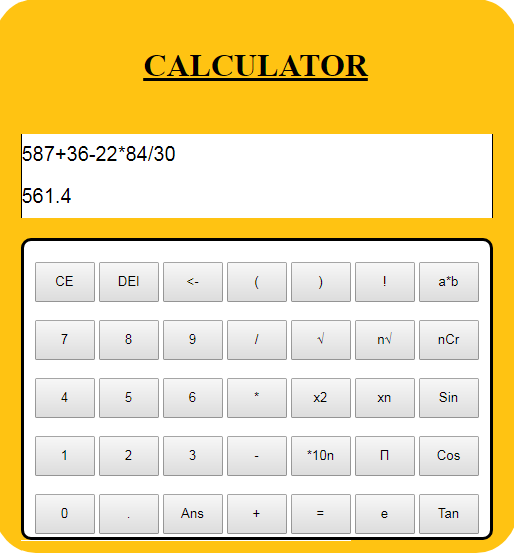 CALCULATOR
587+36-22*84/30
561.4
CE DEl <- ( ) ! a*b
7 8 9 / √ n√ nCr
4 5 6 * x2 xn Sin
1 2 3 - *10n Π Cos
0 . Ans + = e Tan